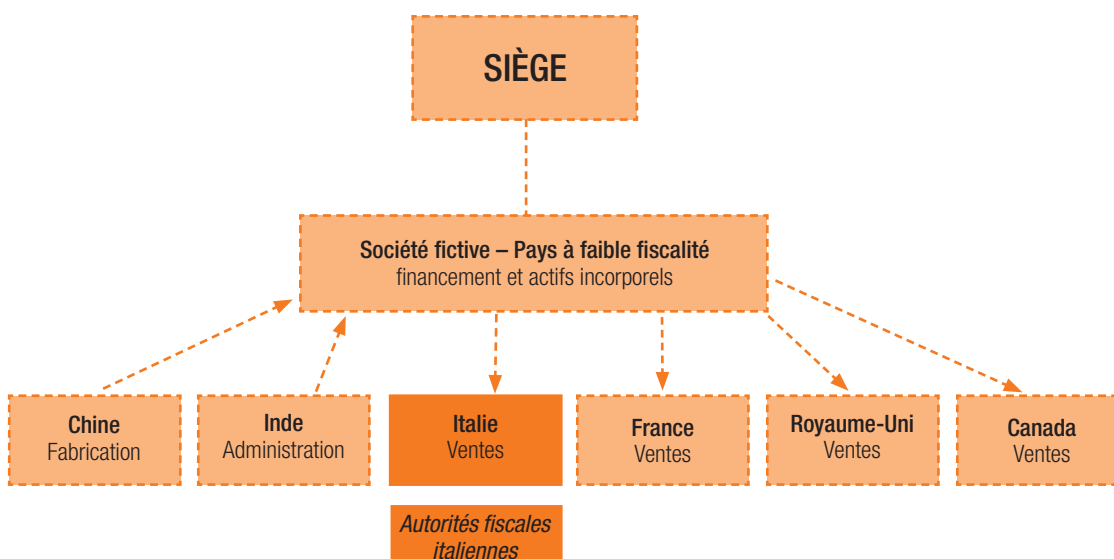 SIÈGE
Société fictive – Pays à faible fiscalité
financement et actifs incorporels
Chine
Fabrication
Inde
Administration
Italie
Ventes
France
Ventes
Royaume-Uni
Ventes
Canada
Ventes
Autorités fiscales
italiennes